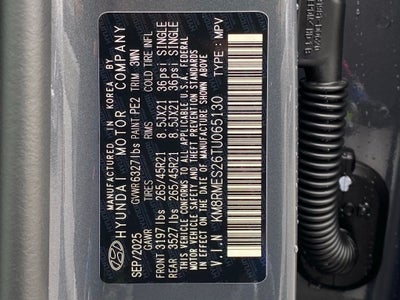 MANUFACTURED IN KOREA BY
HYUNDAI MOTOR COMPANY
GVWR 6327lbs PAINT PE2 TRIM 3WN
SEP/2025 GAWR TIRES RIMS COLD TIRE INFL
FRONT 3197lbs 265/45R21 8.5JX21 36psi SINGLE
REAR 3527lbs 265/45R21 8.5JX21 36psi SINGLE
THIS VEHICLE CONFORMS TO ALL APPLICABLE U.S.A. FEDERAL
MOTOR VEHICLE SAFETY AND THEFT PREVENTION STANDARDS
IN EFFECT ON THE DATE OF MANUFACTURE SHOWN ABOVE.
V.I.N KM8RMES26TU065130 TYPE : MPV